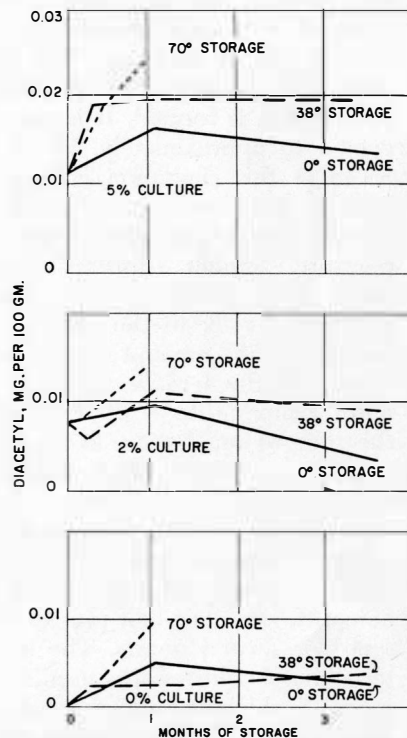 0.03
70° STORAGE
0.02
38° STORAGE
0° STORAGE
0.01
5% CULTURE
0
DIACETYL, MG. PER 100 GM.
70° STORAGE
0.01
38° STORAGE
2% CULTURE
0° STORAGE
0
0.01
70° STORAGE
38° STORAGE
0% CULTURE
0° STORAGE
0
0 1 2 3
MONTHS OF STORAGE